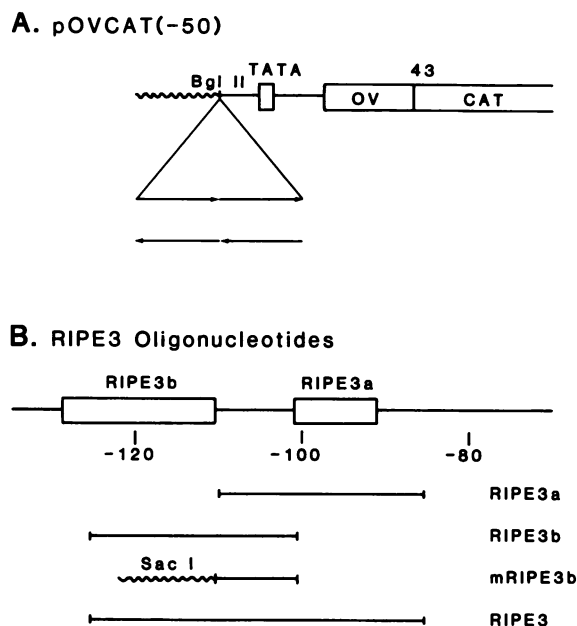 A. pOVCAT(-50)
TATA
Bgl II
43
OV
CAT
B. RIPE3 Oligonucleotides
RIPE3b
RIPE3a
-120
-100
-80
RIPE3a
RIPE3b
Sac I
mRIPE3b
RIPE3